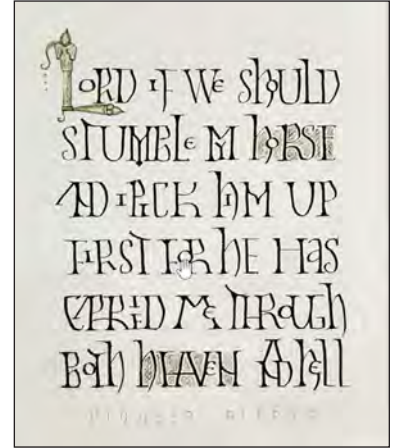 LORD IF WE ShOULD
STUMBLE MY hORSE
AND I PICK hIM UP
FIRST FOR hE HAS
CARRIED ME THROUGh
BOTh hEAVEN AND hELL